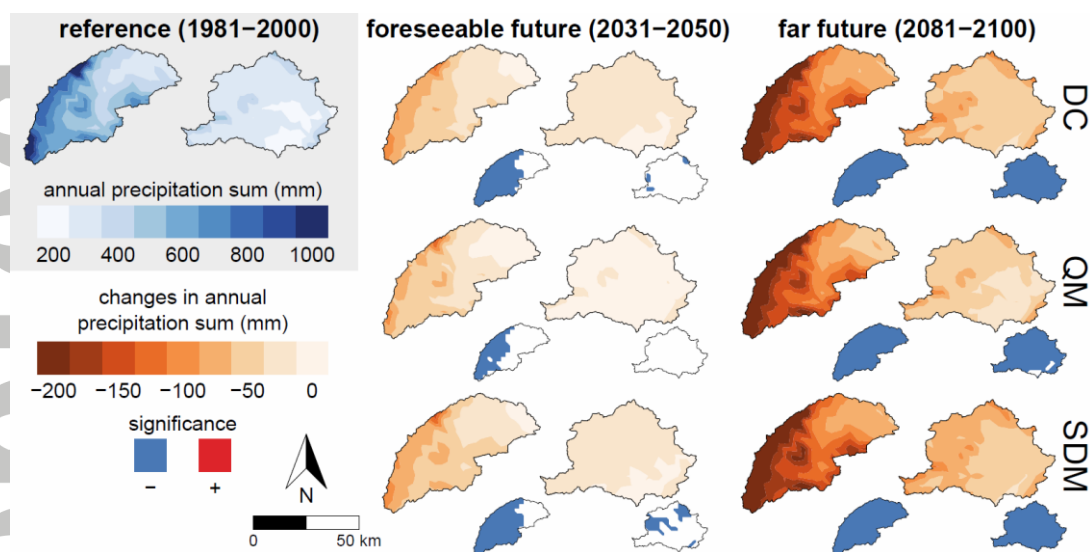 reference (1981−2000)
foreseeable future (2031−2050)
far future (2081−2100)
DC
annual precipitation sum (mm)
200 400 600 800 1000
changes in annual
precipitation sum (mm)
−200 −150 −100 −50 0
QM
significance
− +
N
0 50 km
SDM